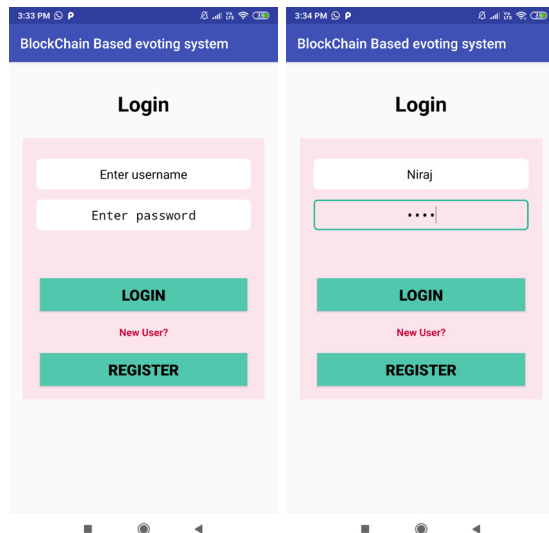 3:33 PM
BlockChain Based evoting system
Login
Enter username
Enter password
LOGIN
New User?
REGISTER
3:34 PM
BlockChain Based evoting system
Login
Niraj
••••
LOGIN
New User?
REGISTER